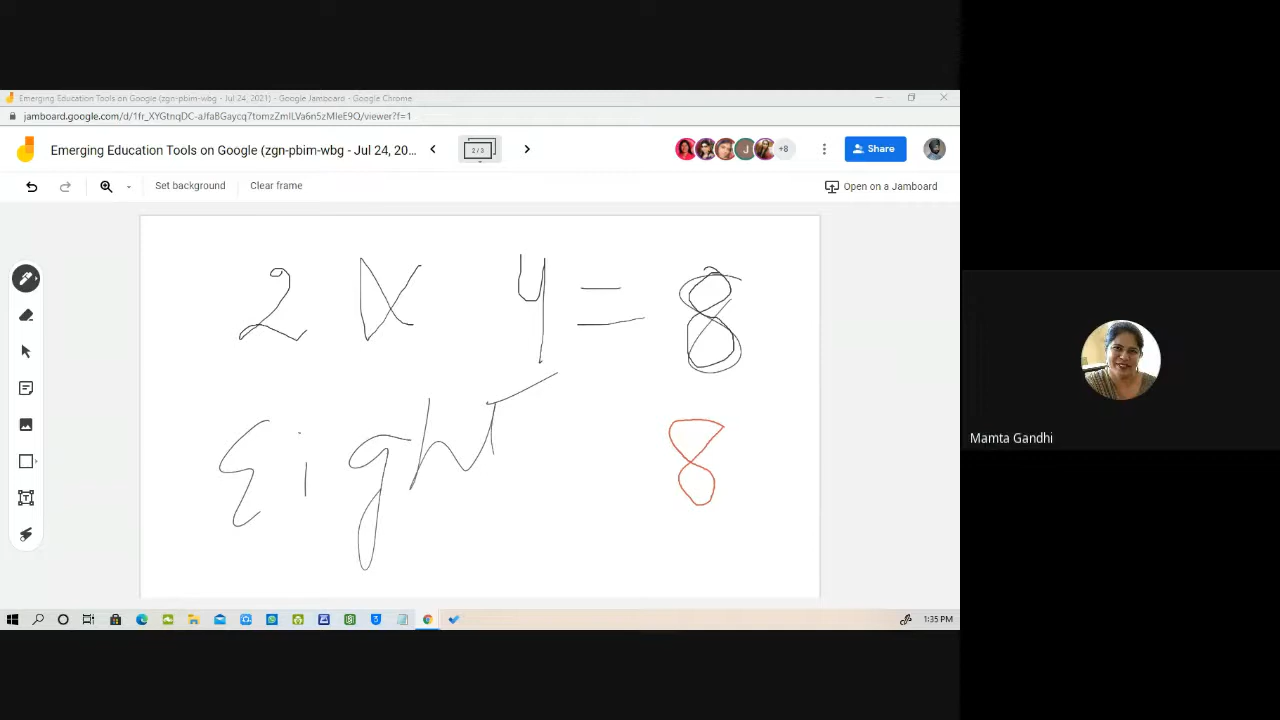 Emerging Education Tools on Google (zgn-pbim-wbg - Jul 24, 2021) - Google Jamboard - Google Chrome
jamboard.google.com/d/1fr_XYGtnqDC-aJfa8Gaycq7tomzZmILVa6n5zMIeE9Q/viewer?f=1
Emerging Education Tools on Google (zgn-pbim-wbg - Jul 24, 20... 2 / 3 J +8 Share
Set background Clear frame Open on a Jamboard
2 x 4 = 8
Eight 8
Mamta Gandhi
1:35 PM